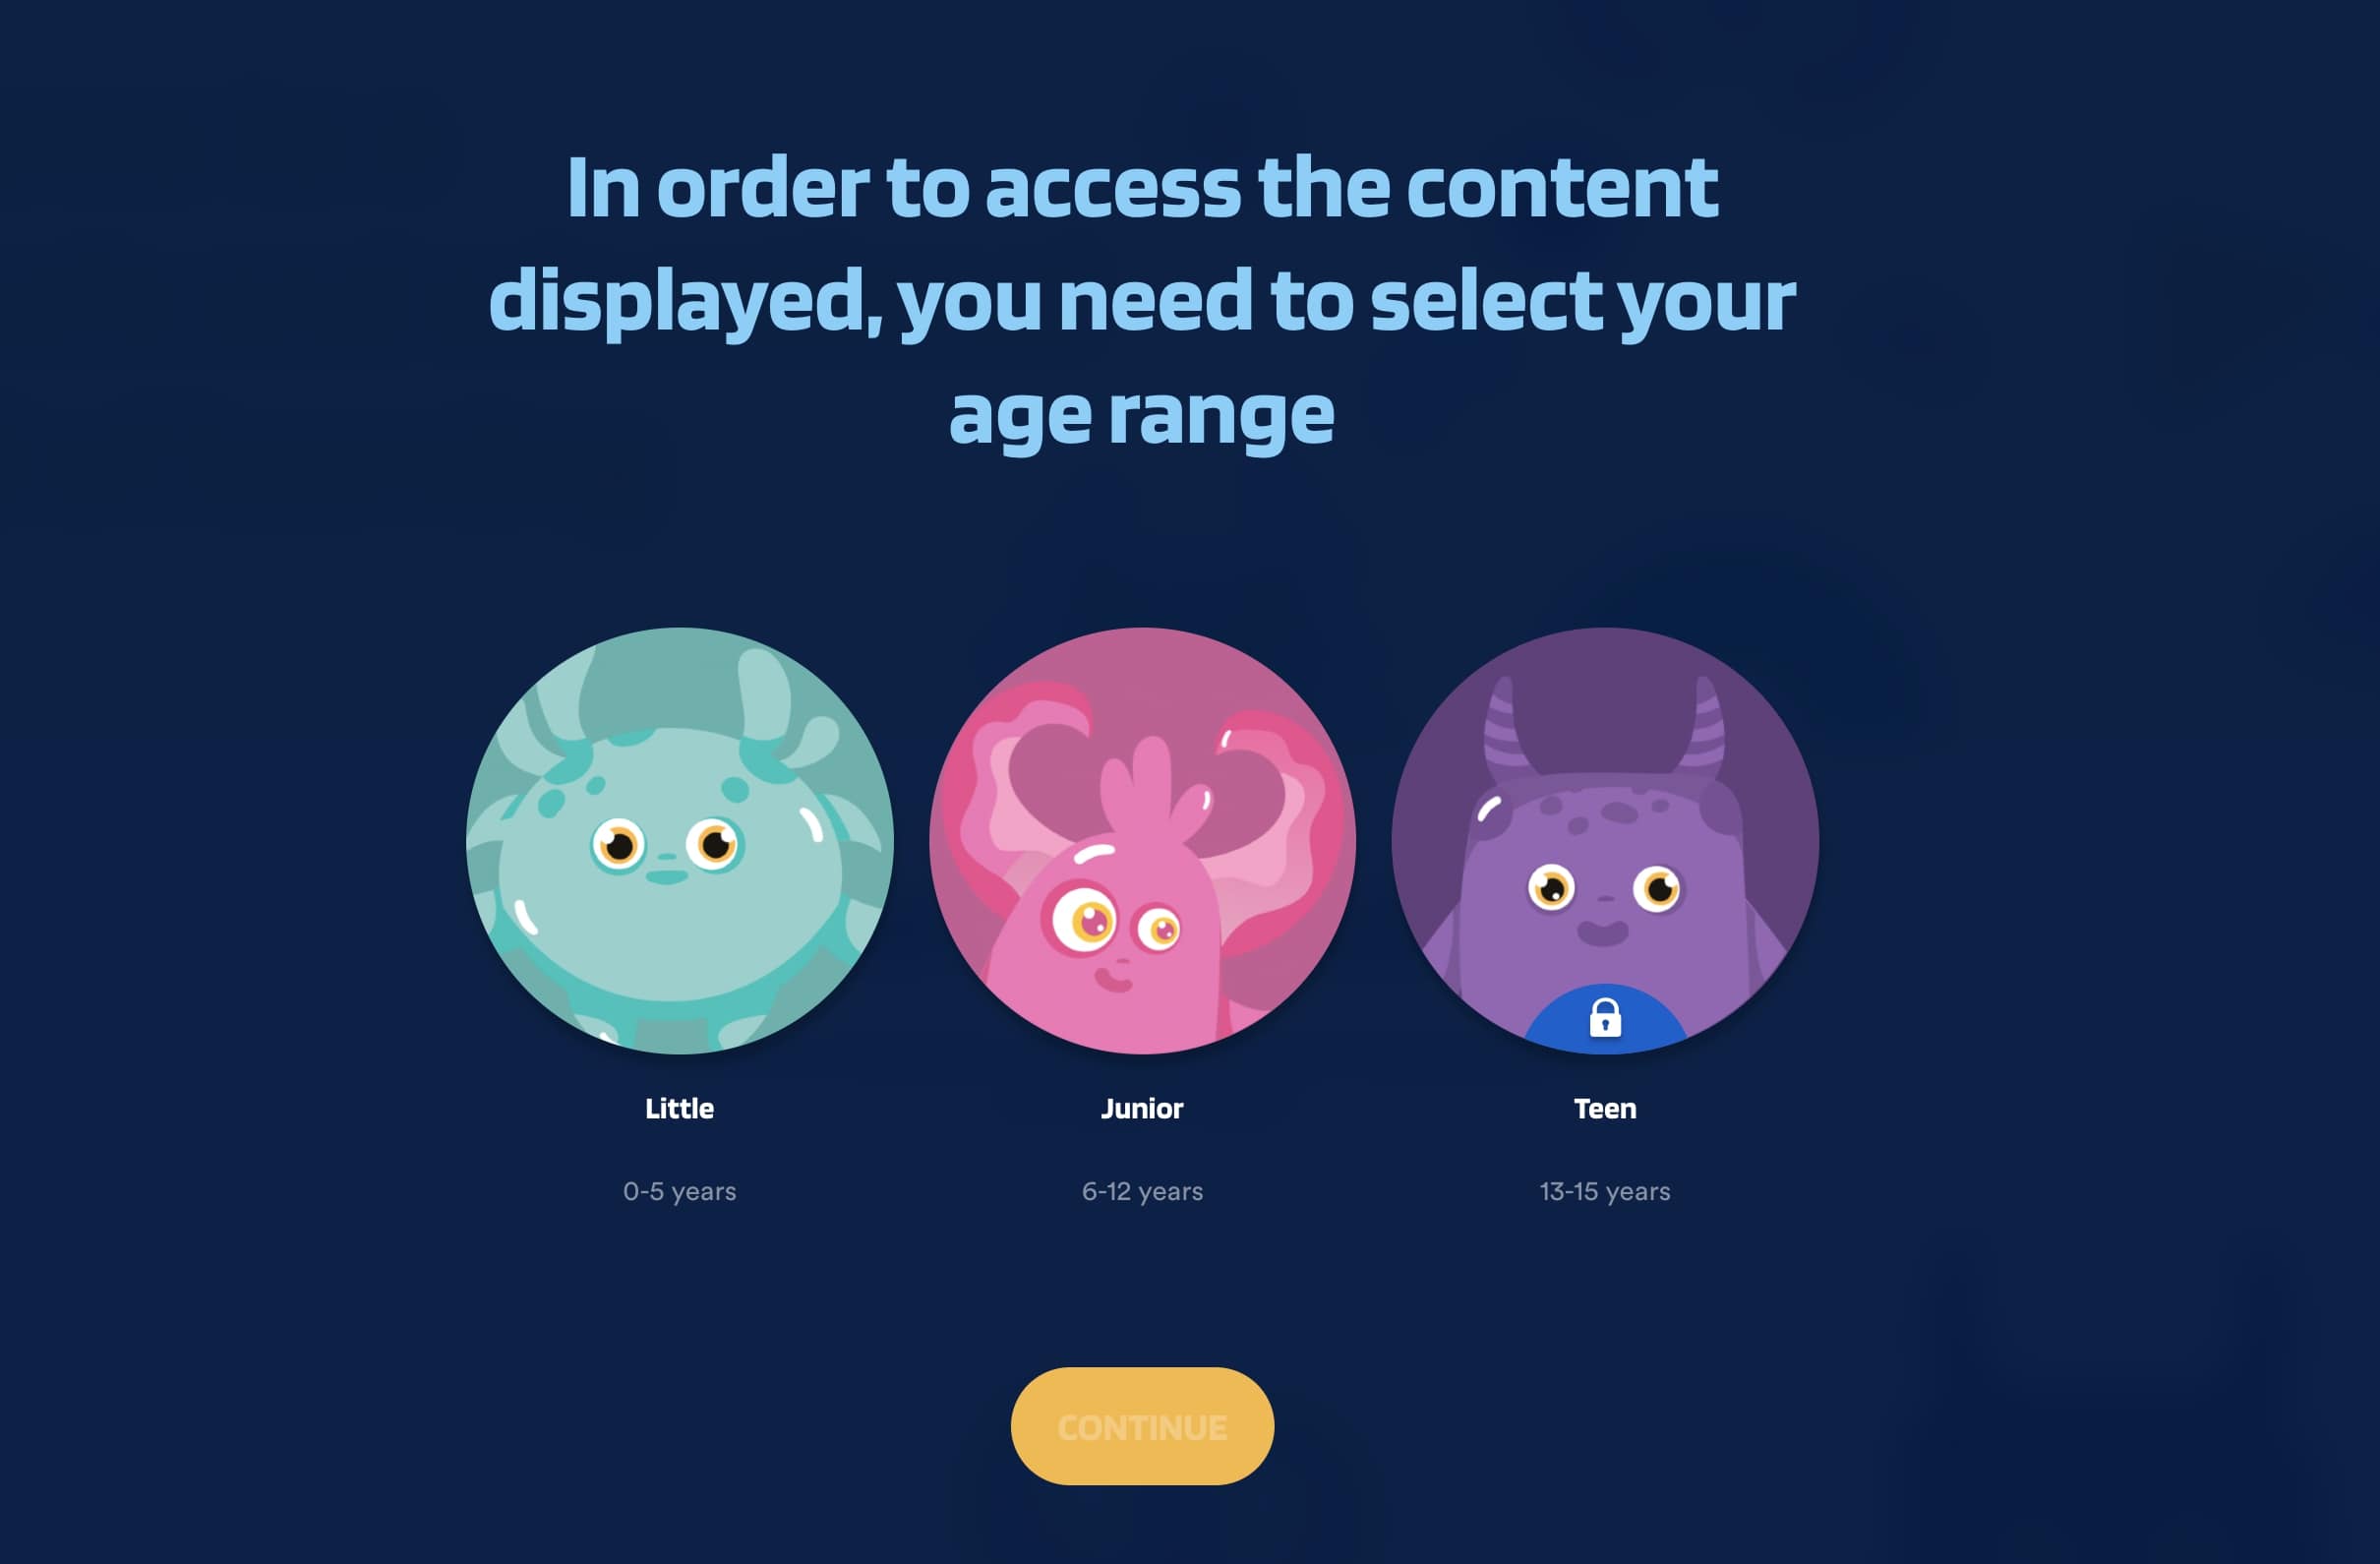 In order to access the content
displayed, you need to select your
age range
Little
Junior
Teen
0-5 years
6-12 years
13-15 years
CONTINUE